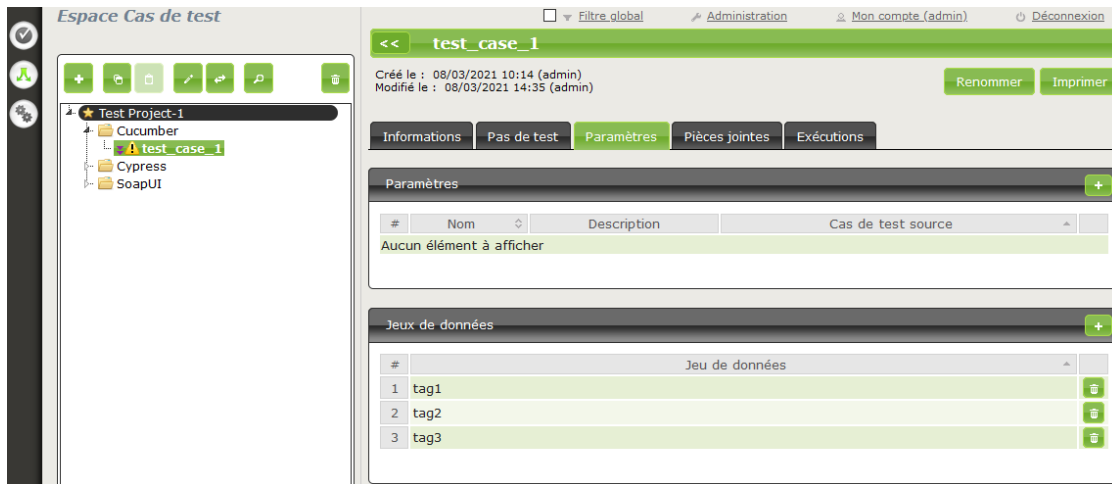 Espace Cas de test
Filtre global Administration Mon compte (admin) Déconnexion
<< test_case_1
Créé le : 08/03/2021 10:14 (admin)
Modifié le : 08/03/2021 14:35 (admin)
Renommer Imprimer
Test Project-1
Cucumber
test_case_1
Cypress
SoapUI
Informations Pas de test Paramètres Pièces jointes Exécutions
Paramètres
# Nom Description Cas de test source
Aucun élément à afficher
Jeux de données
# Jeu de données
1 tag1
2 tag2
3 tag3